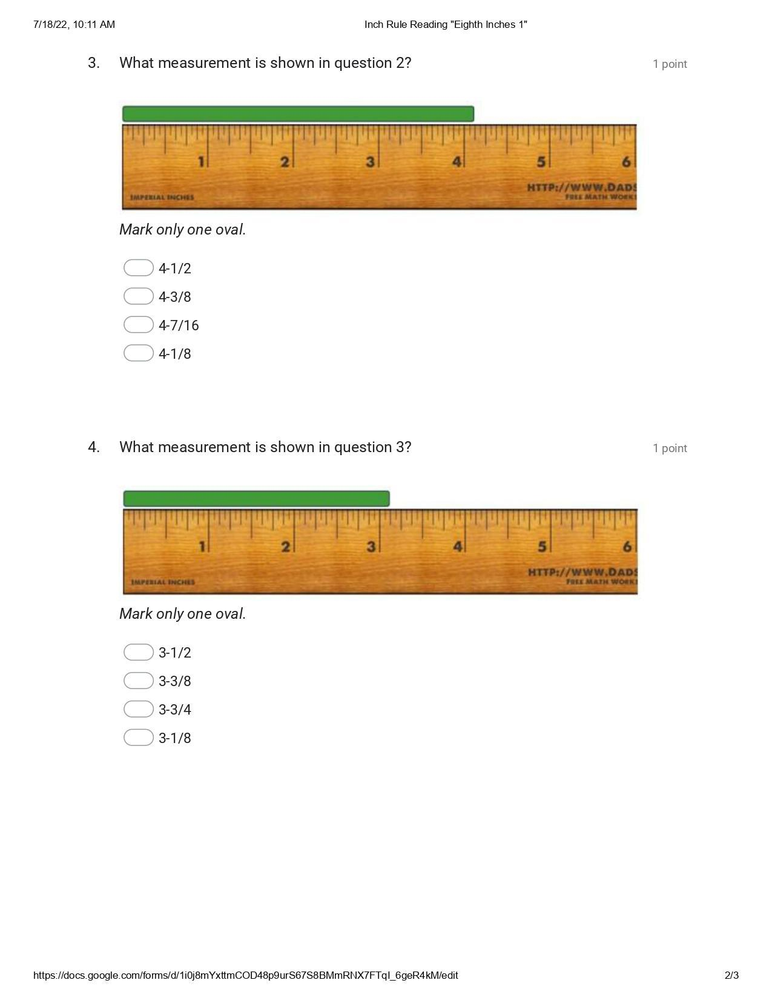 7/18/22, 10:11 AM Inch Rule Reading "Eighth Inches 1"
3. What measurement is shown in question 2? 1 point
1 2 3 4 5 6
HTTP://WWW.DADS
IMPERIAL INCHES FREE MATH WORK
Mark only one oval.
4-1/2
4-3/8
4-7/16
4-1/8
4. What measurement is shown in question 3? 1 point
1 2 3 4 5 6
HTTP://WWW.DADS
IMPERIAL INCHES FREE MATH WORK
Mark only one oval.
3-1/2
3-3/8
3-3/4
3-1/8
https://docs.google.com/forms/d/1i0j8mYxttmCOD48p9urS67S8BMmRNX7FTqI_6geR4kM/edit 2/3